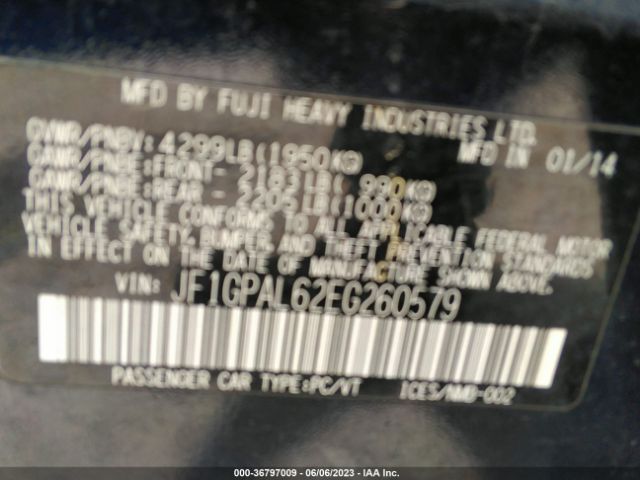 MFD BY FUJI HEAVY INDUSTRIES LTD.
GVWR/PNBV: 4299LB(1950KG) MFD IN 01/14
GAWR/PNBE:FRONT- 2183LB( 990KG)
GAWR/PNBE:REAR - 2205LB(1000KG)
THIS VEHICLE CONFORMS TO ALL APPLICABLE FEDERAL MOTOR
VEHICLE SAFETY, BUMPER, AND THEFT PREVENTION STANDARDS
IN EFFECT ON THE DATE OF MANUFACTURE SHOWN ABOVE.
VIN: JF1GPAL62EG260579
PASSENGER CAR TYPE:PC/VT ICES/NMB-002
000-36797009 - 06/06/2023 - IAA Inc.